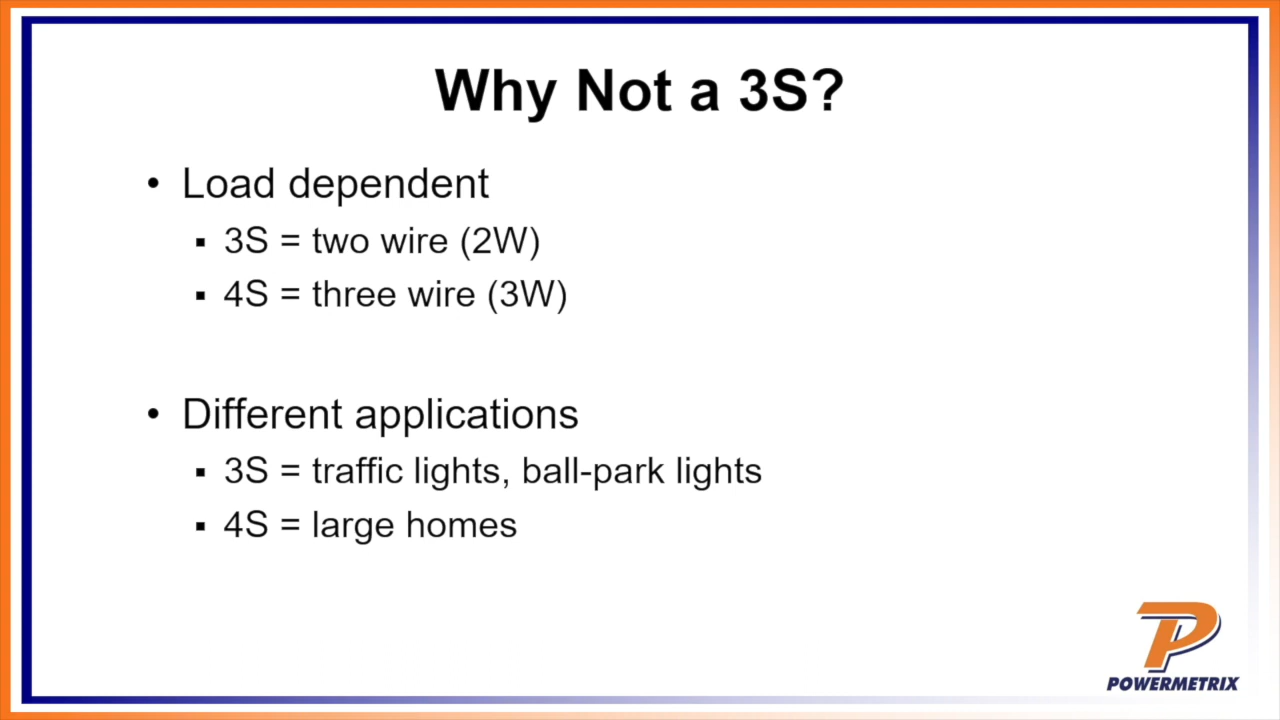 Why Not a 3S?
• Load dependent
▪ 3S = two wire (2W)
▪ 4S = three wire (3W)
• Different applications
▪ 3S = traffic lights, ball-park lights
▪ 4S = large homes
P
POWERMETRIX